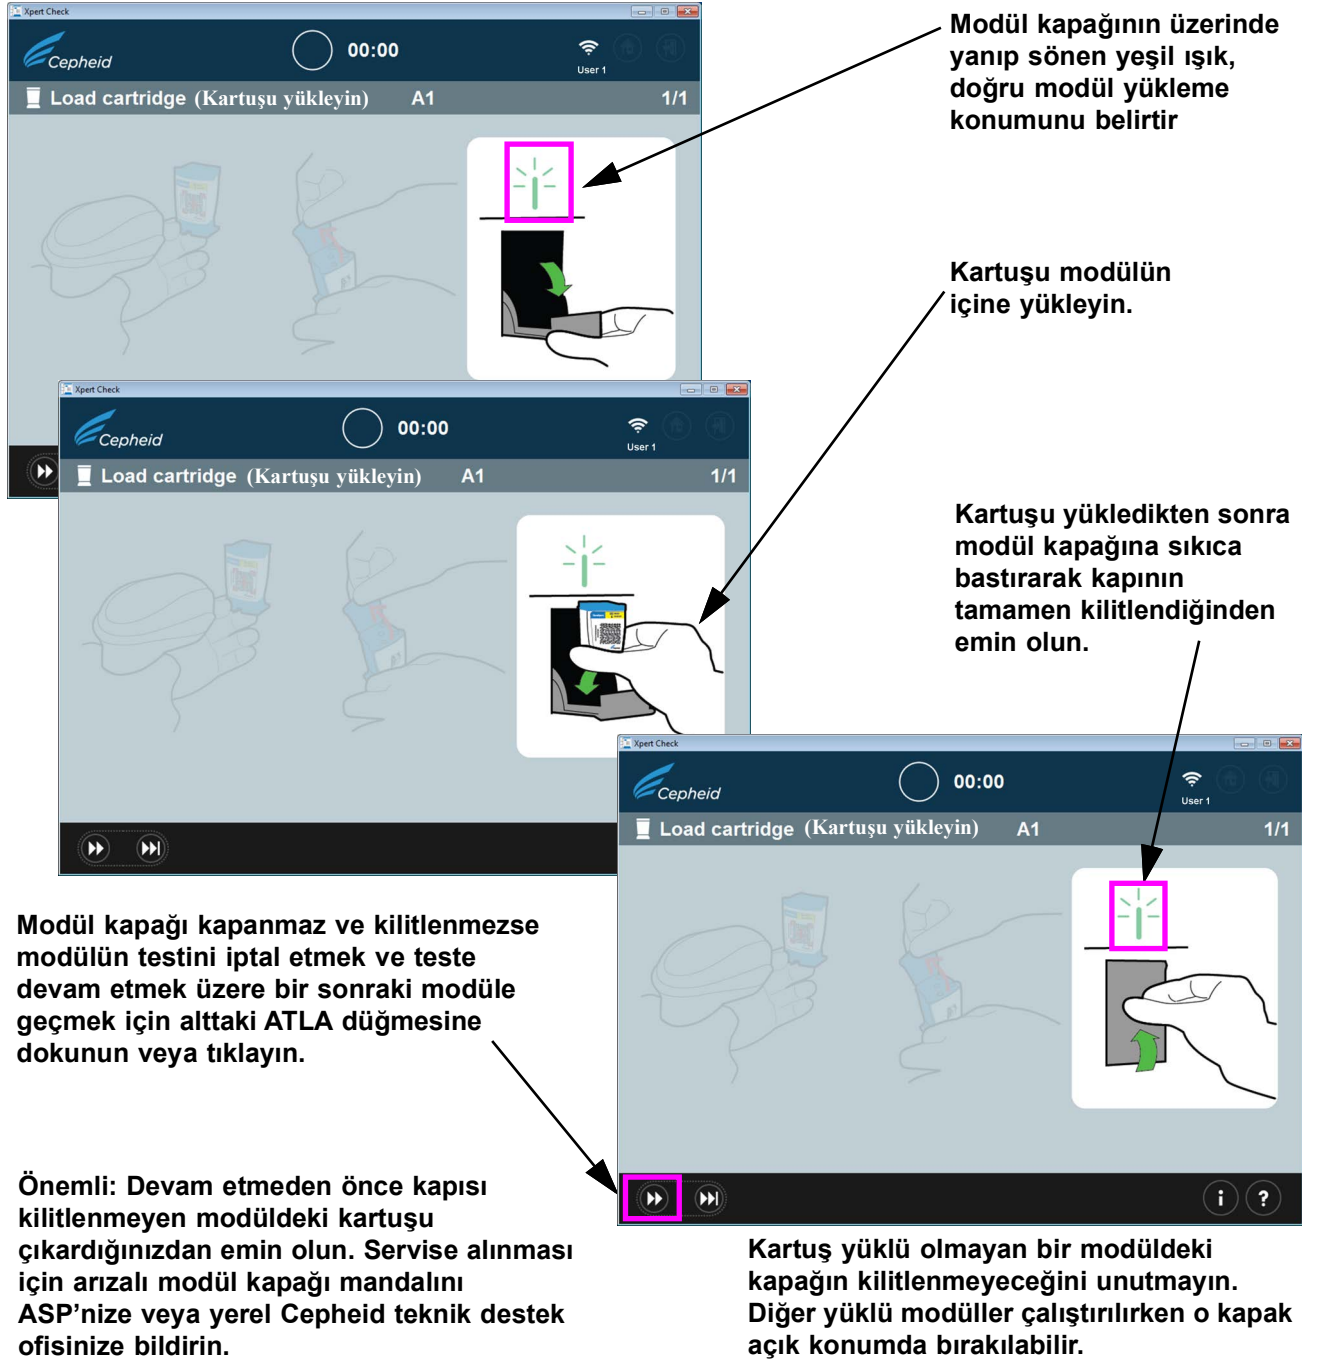 Xpert Check
Cepheid
00:00
User 1
Load cartridge (Kartuşu yükleyin) A1 1/1
Modül kapağının üzerinde
yanıp sönen yeşil ışık,
doğru modül yükleme
konumunu belirtir
Kartuşu modülün
içine yükleyin.
Xpert Check
Cepheid
00:00
User 1
Load cartridge (Kartuşu yükleyin) A1 1/1
Kartuşu yükledikten sonra
modül kapağına sıkıca
bastırarak kapının
tamamen kilitlendiğinden
emin olun.
Xpert Check
Cepheid
00:00
User 1
Load cartridge (Kartuşu yükleyin) A1 1/1
Modül kapağı kapanmaz ve kilitlenmezse
modülün testini iptal etmek ve teste
devam etmek üzere bir sonraki modüle
geçmek için alttaki ATLA düğmesine
dokunun veya tıklayın.
Önemli: Devam etmeden önce kapısı
kilitlenmeyen modüldeki kartuşu
çıkardığınızdan emin olun. Servise alınması
için arızalı modül kapağı mandalını
ASP’nize veya yerel Cepheid teknik destek
ofisinize bildirin.
i ?
Kartuş yüklü olmayan bir modüldeki
kapağın kilitlenmeyeceğini unutmayın.
Diğer yüklü modüller çalıştırılırken o kapak
açık konumda bırakılabilir.